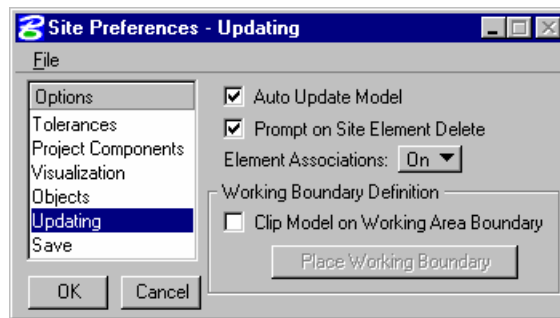 Site Preferences - Updating
File
Options
Tolerances
Project Components
Visualization
Objects
Updating
Save
OK
Cancel
Auto Update Model
Prompt on Site Element Delete
Element Associations: On
Working Boundary Definition
Clip Model on Working Area Boundary
Place Working Boundary